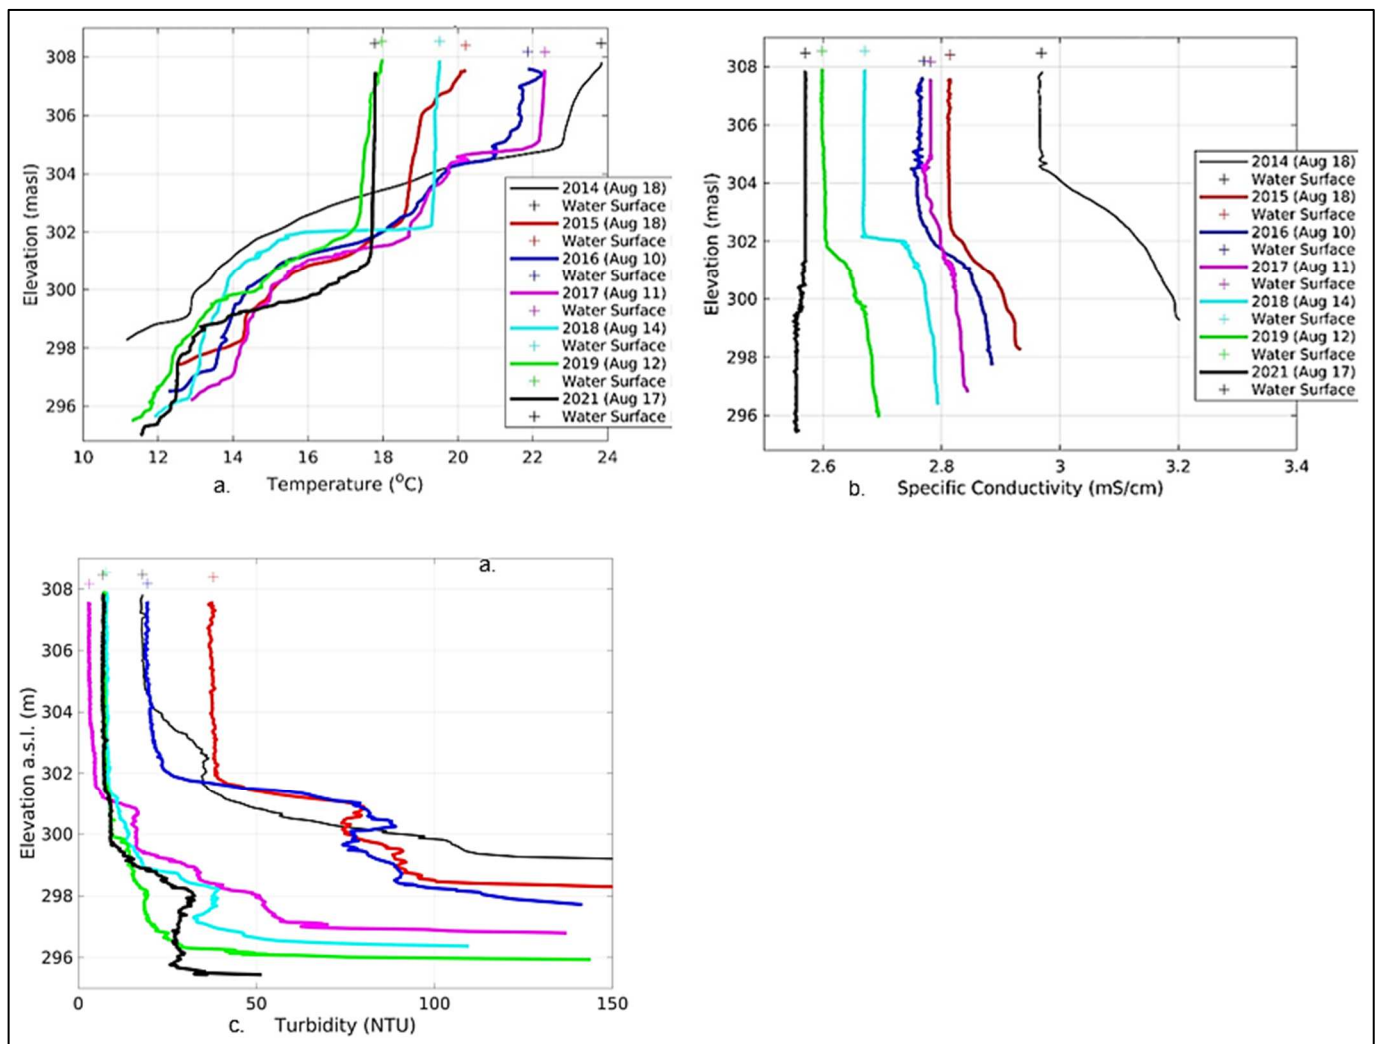 308
306
304
302
300
298
296
Elevation (masl)
10
12
14
16
18
20
22
24
a. Temperature (°C)
2014 (Aug 18)
Water Surface
2015 (Aug 18)
Water Surface
2016 (Aug 10)
Water Surface
2017 (Aug 11)
Water Surface
2018 (Aug 14)
Water Surface
2019 (Aug 12)
Water Surface
2021 (Aug 17)
Water Surface
308
306
304
302
300
298
296
Elevation (masl)
2.6
2.8
3
3.2
3.4
b. Specific Conductivity (mS/cm)
2014 (Aug 18)
Water Surface
2015 (Aug 18)
Water Surface
2016 (Aug 10)
Water Surface
2017 (Aug 11)
Water Surface
2018 (Aug 14)
Water Surface
2019 (Aug 12)
Water Surface
2021 (Aug 17)
Water Surface
a.
308
306
304
302
300
298
296
Elevation a.s.l. (m)
0
50
100
150
c. Turbidity (NTU)